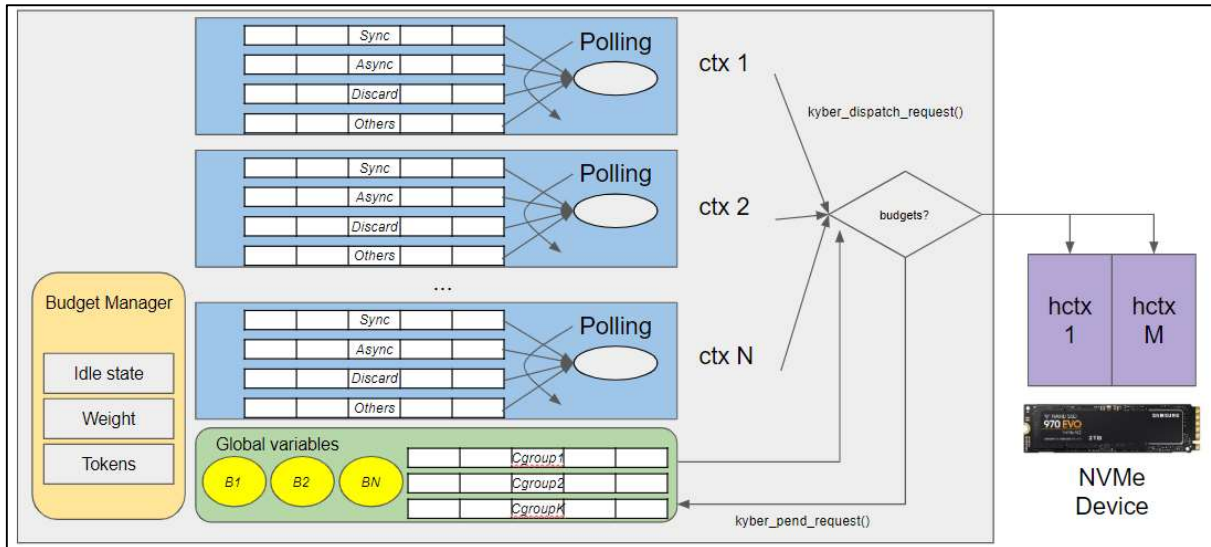 Sync
Async
Discard
Others
Polling
ctx 1
kyber_dispatch_request()
Sync
Async
Discard
Others
Polling
ctx 2
budgets?
...
Budget Manager
Idle state
Weight
Tokens
Sync
Async
Discard
Others
Polling
ctx N
hctx
1
hctx
M
Global variables
B1
B2
BN
Cgroup1
Cgroup2
CgroupK
kyber_pend_request()
SAMSUNG
970 EVO
2TB
NVMe
Device